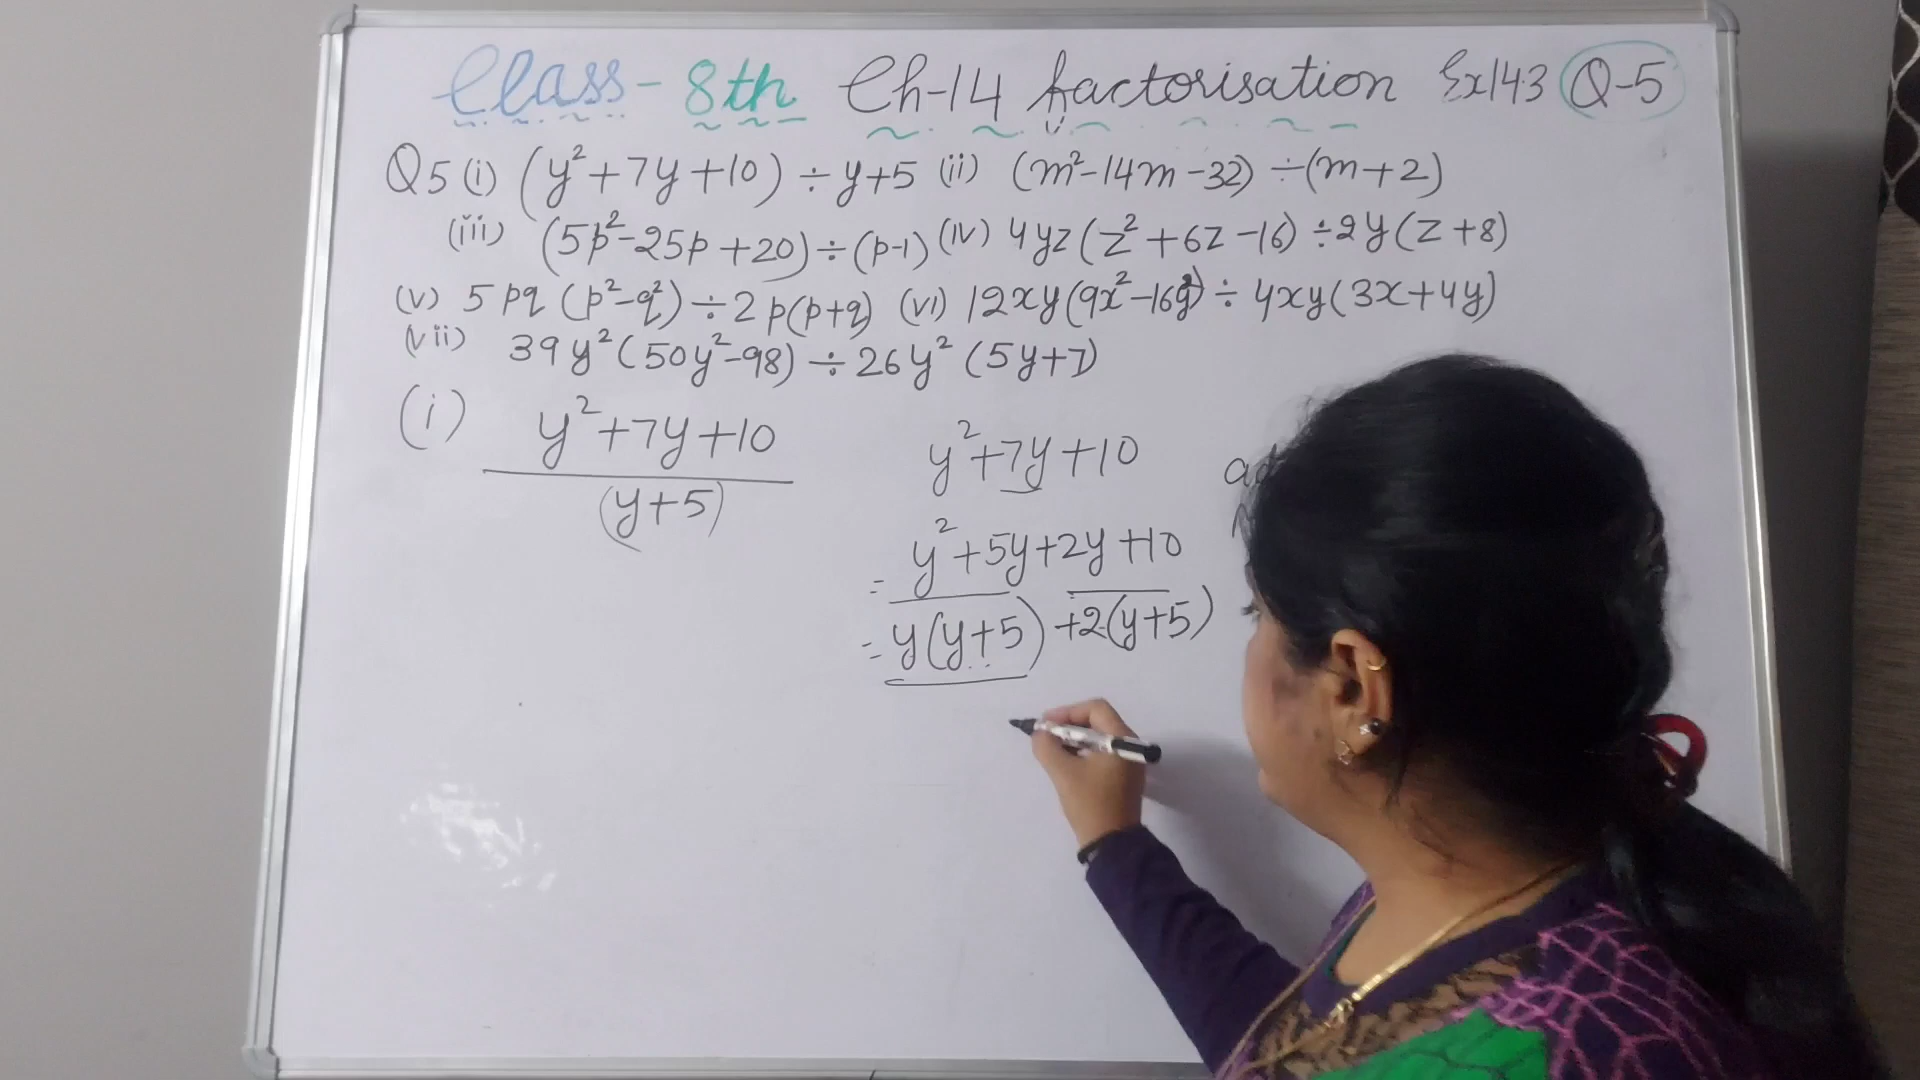 Class - 8th Ch-14 factorisation Ex14.3 Q-5
Q5 (i) (y²+7y+10) ÷ y+5 (ii) (m²-14m-32) ÷ (m+2)
(iii) (5p²-25p+20) ÷ (p-1) (iv) 4yz(z²+6z-16) ÷ 2y(z+8)
(v) 5pq(p²-q²) ÷ 2p(p+q) (vi) 12xy(9x²-16y²) ÷ 4xy(3x+4y)
(vii) 39y²(50y²-98) ÷ 26y²(5y+7)
(i) y²+7y+10
(y+5)
y²+7y+10
= y²+5y+2y+10
= y(y+5)+2(y+5)